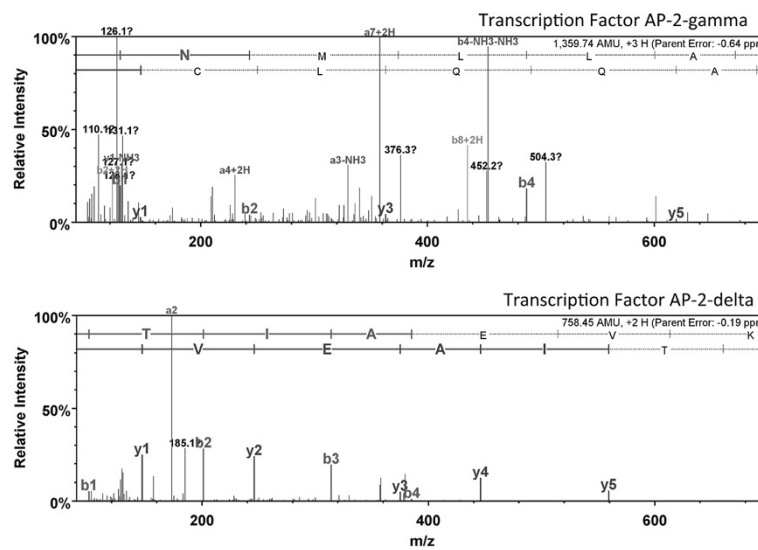 Transcription Factor AP-2-gamma
126.1?
a7+2H
b4-NH3-NH3
1,359.74 AMU, +3 H (Parent Error: -0.64 ppm
100%
N M L L A
C L Q Q A
110.1?
131.1?
y1-NH3
127.1?
50%
a4+2H
a3-NH3
376.3?
b8+2H
452.2?
504.3?
b4
y1
b2
y3
y5
0%
200 400 600
m/z
Relative Intensity
Transcription Factor AP-2-delta
a2
758.45 AMU, +2 H (Parent Error: -0.19 ppm
100%
T I A E V K
V E A I T
50%
185.1?
b2
y1
y2
b3
b1
y3
b4
y4
y5
0%
200 400 600
m/z
Relative Intensity